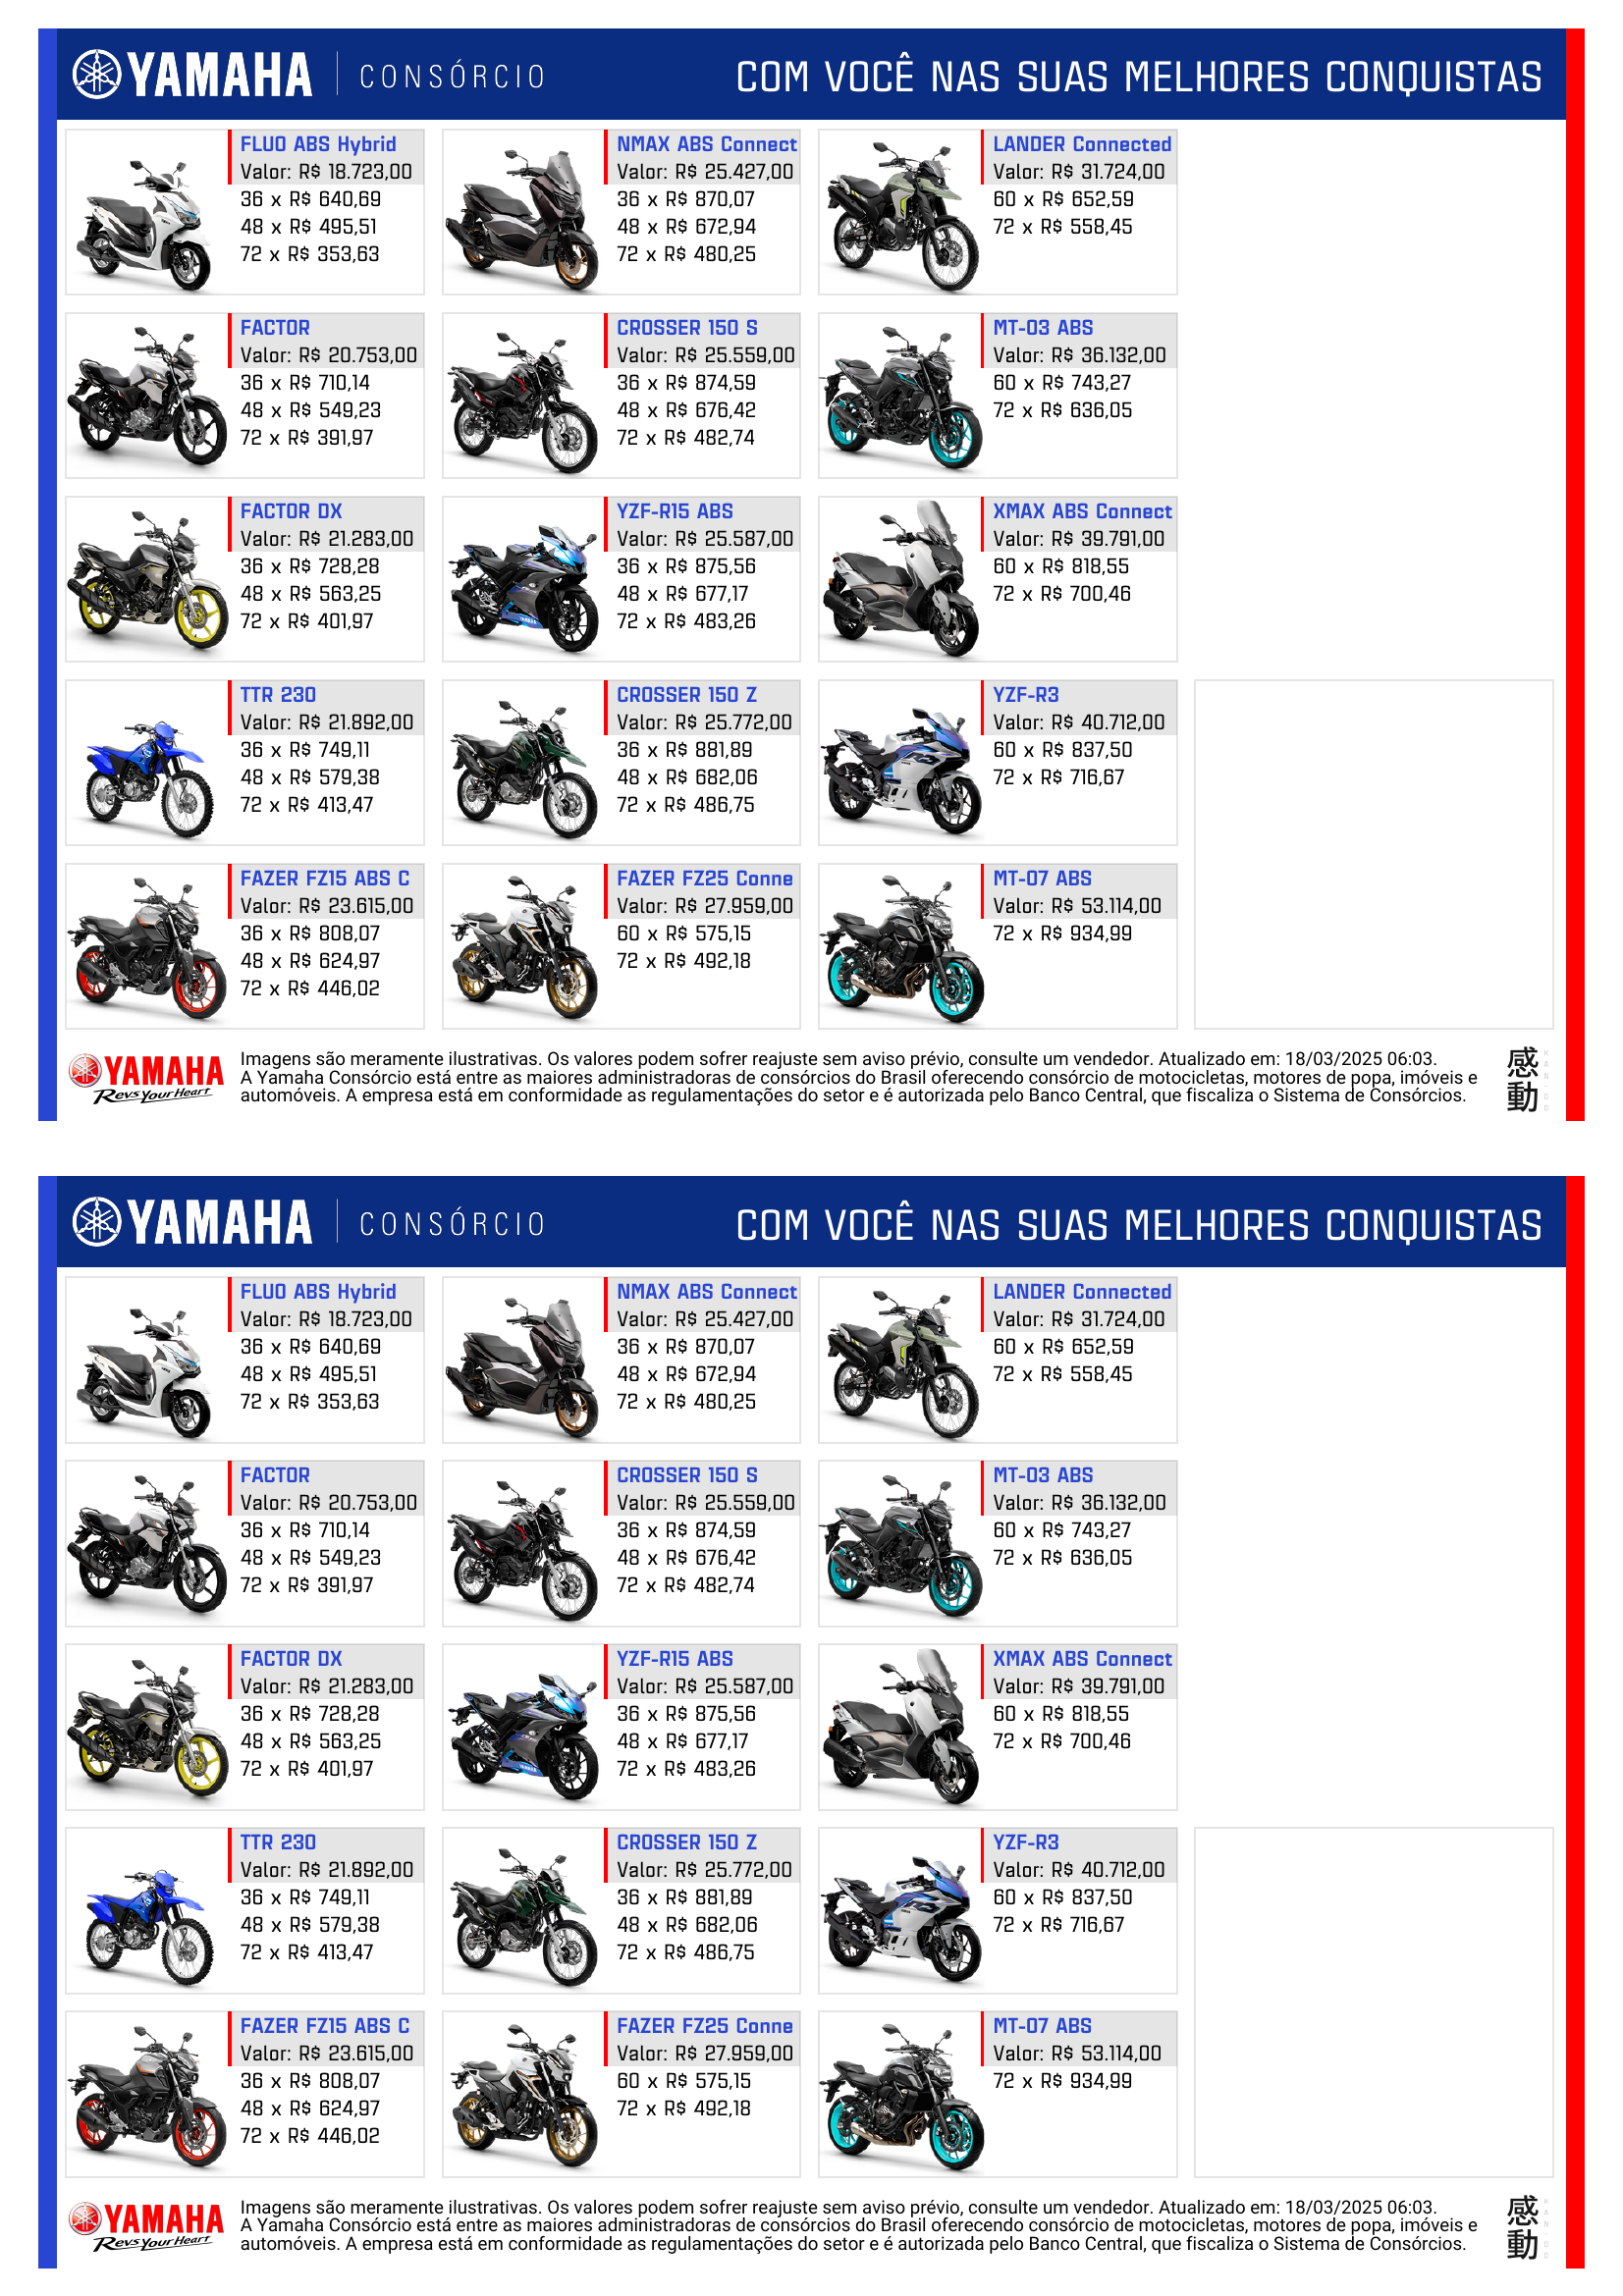 YAMAHA CONSÓRCIO COM VOCÊ NAS SUAS MELHORES CONQUISTAS
FLUO ABS Hybrid
Valor: R$ 18.723,00
36 x R$ 640,69
48 x R$ 495,51
72 x R$ 353,63
NMAX ABS Connect
Valor: R$ 25.427,00
36 x R$ 870,07
48 x R$ 672,94
72 x R$ 480,25
LANDER Connected
Valor: R$ 31.724,00
60 x R$ 652,59
72 x R$ 558,45
FACTOR
Valor: R$ 20.753,00
36 x R$ 710,14
48 x R$ 549,23
72 x R$ 391,97
CROSSER 150 S
Valor: R$ 25.559,00
36 x R$ 874,59
48 x R$ 676,42
72 x R$ 482,74
MT-03 ABS
Valor: R$ 36.132,00
60 x R$ 743,27
72 x R$ 636,05
FACTOR DX
Valor: R$ 21.283,00
36 x R$ 728,28
48 x R$ 563,25
72 x R$ 401,97
YZF-R15 ABS
Valor: R$ 25.587,00
36 x R$ 875,56
48 x R$ 677,17
72 x R$ 483,26
XMAX ABS Connect
Valor: R$ 39.791,00
60 x R$ 818,55
72 x R$ 700,46
TTR 230
Valor: R$ 21.892,00
36 x R$ 749,11
48 x R$ 579,38
72 x R$ 413,47
CROSSER 150 Z
Valor: R$ 25.772,00
36 x R$ 881,89
48 x R$ 682,06
72 x R$ 486,75
YZF-R3
Valor: R$ 40.712,00
60 x R$ 837,50
72 x R$ 716,67
FAZER FZ15 ABS C
Valor: R$ 23.615,00
36 x R$ 808,07
48 x R$ 624,97
72 x R$ 446,02
FAZER FZ25 Conne
Valor: R$ 27.959,00
60 x R$ 575,15
72 x R$ 492,18
MT-07 ABS
Valor: R$ 53.114,00
72 x R$ 934,99
YAMAHA
Revs Your Heart
Imagens são meramente ilustrativas. Os valores podem sofrer reajuste sem aviso prévio, consulte um vendedor. Atualizado em: 18/03/2025 06:03.
A Yamaha Consórcio está entre as maiores administradoras de consórcios do Brasil oferecendo consórcio de motocicletas, motores de popa, imóveis e
automóveis. A empresa está em conformidade as regulamentações do setor e é autorizada pelo Banco Central, que fiscaliza o Sistema de Consórcios.
感動
YAMAHA CONSÓRCIO COM VOCÊ NAS SUAS MELHORES CONQUISTAS
FLUO ABS Hybrid
Valor: R$ 18.723,00
36 x R$ 640,69
48 x R$ 495,51
72 x R$ 353,63
NMAX ABS Connect
Valor: R$ 25.427,00
36 x R$ 870,07
48 x R$ 672,94
72 x R$ 480,25
LANDER Connected
Valor: R$ 31.724,00
60 x R$ 652,59
72 x R$ 558,45
FACTOR
Valor: R$ 20.753,00
36 x R$ 710,14
48 x R$ 549,23
72 x R$ 391,97
CROSSER 150 S
Valor: R$ 25.559,00
36 x R$ 874,59
48 x R$ 676,42
72 x R$ 482,74
MT-03 ABS
Valor: R$ 36.132,00
60 x R$ 743,27
72 x R$ 636,05
FACTOR DX
Valor: R$ 21.283,00
36 x R$ 728,28
48 x R$ 563,25
72 x R$ 401,97
YZF-R15 ABS
Valor: R$ 25.587,00
36 x R$ 875,56
48 x R$ 677,17
72 x R$ 483,26
XMAX ABS Connect
Valor: R$ 39.791,00
60 x R$ 818,55
72 x R$ 700,46
TTR 230
Valor: R$ 21.892,00
36 x R$ 749,11
48 x R$ 579,38
72 x R$ 413,47
CROSSER 150 Z
Valor: R$ 25.772,00
36 x R$ 881,89
48 x R$ 682,06
72 x R$ 486,75
YZF-R3
Valor: R$ 40.712,00
60 x R$ 837,50
72 x R$ 716,67
FAZER FZ15 ABS C
Valor: R$ 23.615,00
36 x R$ 808,07
48 x R$ 624,97
72 x R$ 446,02
FAZER FZ25 Conne
Valor: R$ 27.959,00
60 x R$ 575,15
72 x R$ 492,18
MT-07 ABS
Valor: R$ 53.114,00
72 x R$ 934,99
YAMAHA
Revs Your Heart
Imagens são meramente ilustrativas. Os valores podem sofrer reajuste sem aviso prévio, consulte um vendedor. Atualizado em: 18/03/2025 06:03.
A Yamaha Consórcio está entre as maiores administradoras de consórcios do Brasil oferecendo consórcio de motocicletas, motores de popa, imóveis e
automóveis. A empresa está em conformidade as regulamentações do setor e é autorizada pelo Banco Central, que fiscaliza o Sistema de Consórcios.
感動